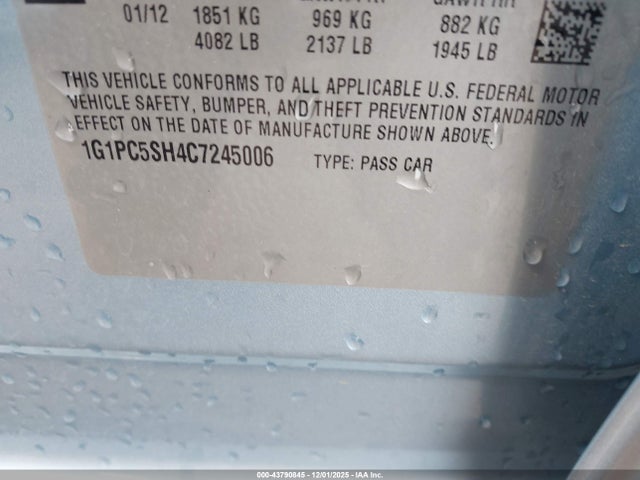 01/12 1851 KG 969 KG 882 KG
4082 LB 2137 LB 1945 LB
THIS VEHICLE CONFORMS TO ALL APPLICABLE U.S. FEDERAL MOTOR
VEHICLE SAFETY, BUMPER, AND THEFT PREVENTION STANDARDS IN
EFFECT ON THE DATE OF MANUFACTURE SHOWN ABOVE.
1G1PC5SH4C7245006 TYPE: PASS CAR
000-43790845 - 12/01/2025 - IAA Inc.